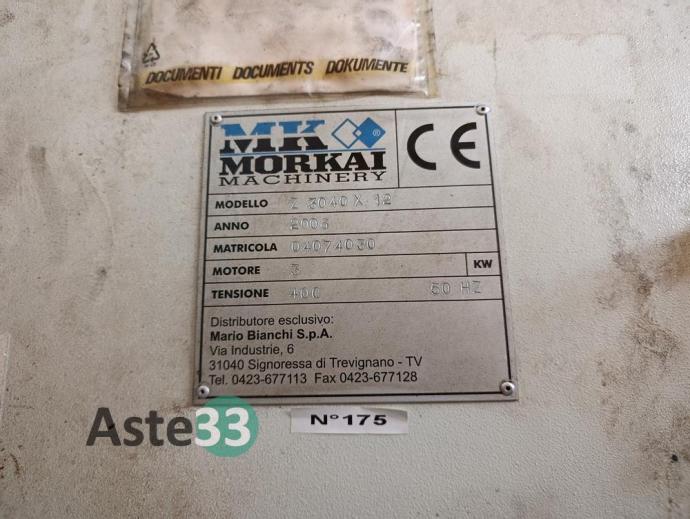 DOCUMENTI DOCUMENTS DOKUMENTE
MK ®
MORKAI
MACHINERY
CE
MODELLO Z 3040 X 12
ANNO 2005
MATRICOLA 04074030
MOTORE 3 KW
TENSIONE 400 50 HZ
Distributore esclusivo:
Mario Bianchi S.p.A.
Via Industrie, 6
31040 Signoressa di Trevignano - TV
Tel. 0423-677113 Fax 0423-677128
N°175
Aste33